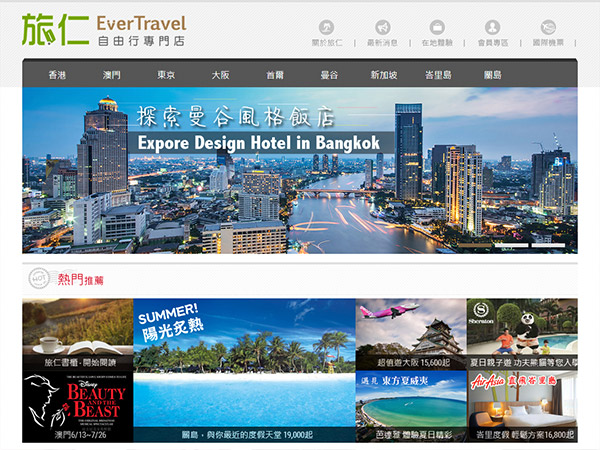 旅仁 EverTravel
自由行專門店
關於旅仁 | 最新消息 | 在地體驗 | 會員專區 | 國際機票 |
香港 澳門 東京 大阪 首爾 曼谷 新加坡 峇里島 關島
探索曼谷風格飯店
Expore Design Hotel in Bangkok
HOT 熱門推薦
旅仁書櫃 - 開始閱讀
SUMMER!
陽光炙熱
關島，與你最近的度假天堂 19,000起
超值遊大阪 15,600起
Sheraton
夏日親子遊 功夫熊貓等您入
Disney
BEAUTY
AND THE
BEAST
澳門6/13~7/26
遇見 東方夏威夷
芭達雅 體驗夏日精彩
AirAsia 直飛峇里島
峇里度假 輕鬆方案16,800起